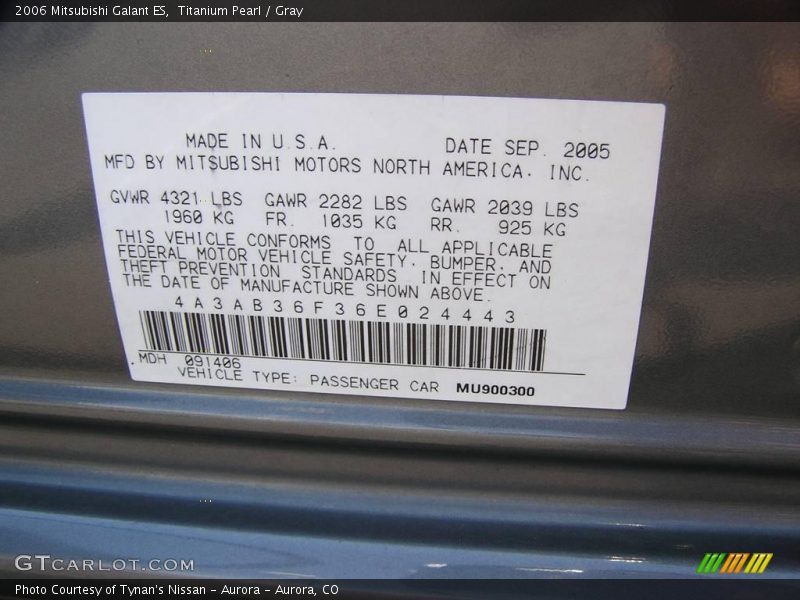 2006 Mitsubishi Galant ES, Titanium Pearl / Gray
MADE IN U.S.A. DATE SEP. 2005
MFD BY MITSUBISHI MOTORS NORTH AMERICA. INC.
GVWR 4321 LBS GAWR 2282 LBS GAWR 2039 LBS
1960 KG FR. 1035 KG RR. 925 KG
THIS VEHICLE CONFORMS TO ALL APPLICABLE
FEDERAL MOTOR VEHICLE SAFETY. BUMPER. AND
THEFT PREVENTION STANDARDS IN EFFECT ON
THE DATE OF MANUFACTURE SHOWN ABOVE.
4A3AB36F36E024443
MDH 091406
VEHICLE TYPE: PASSENGER CAR MU900300
GTCARLOT.COM
Photo Courtesy of Tynan's Nissan - Aurora - Aurora, CO